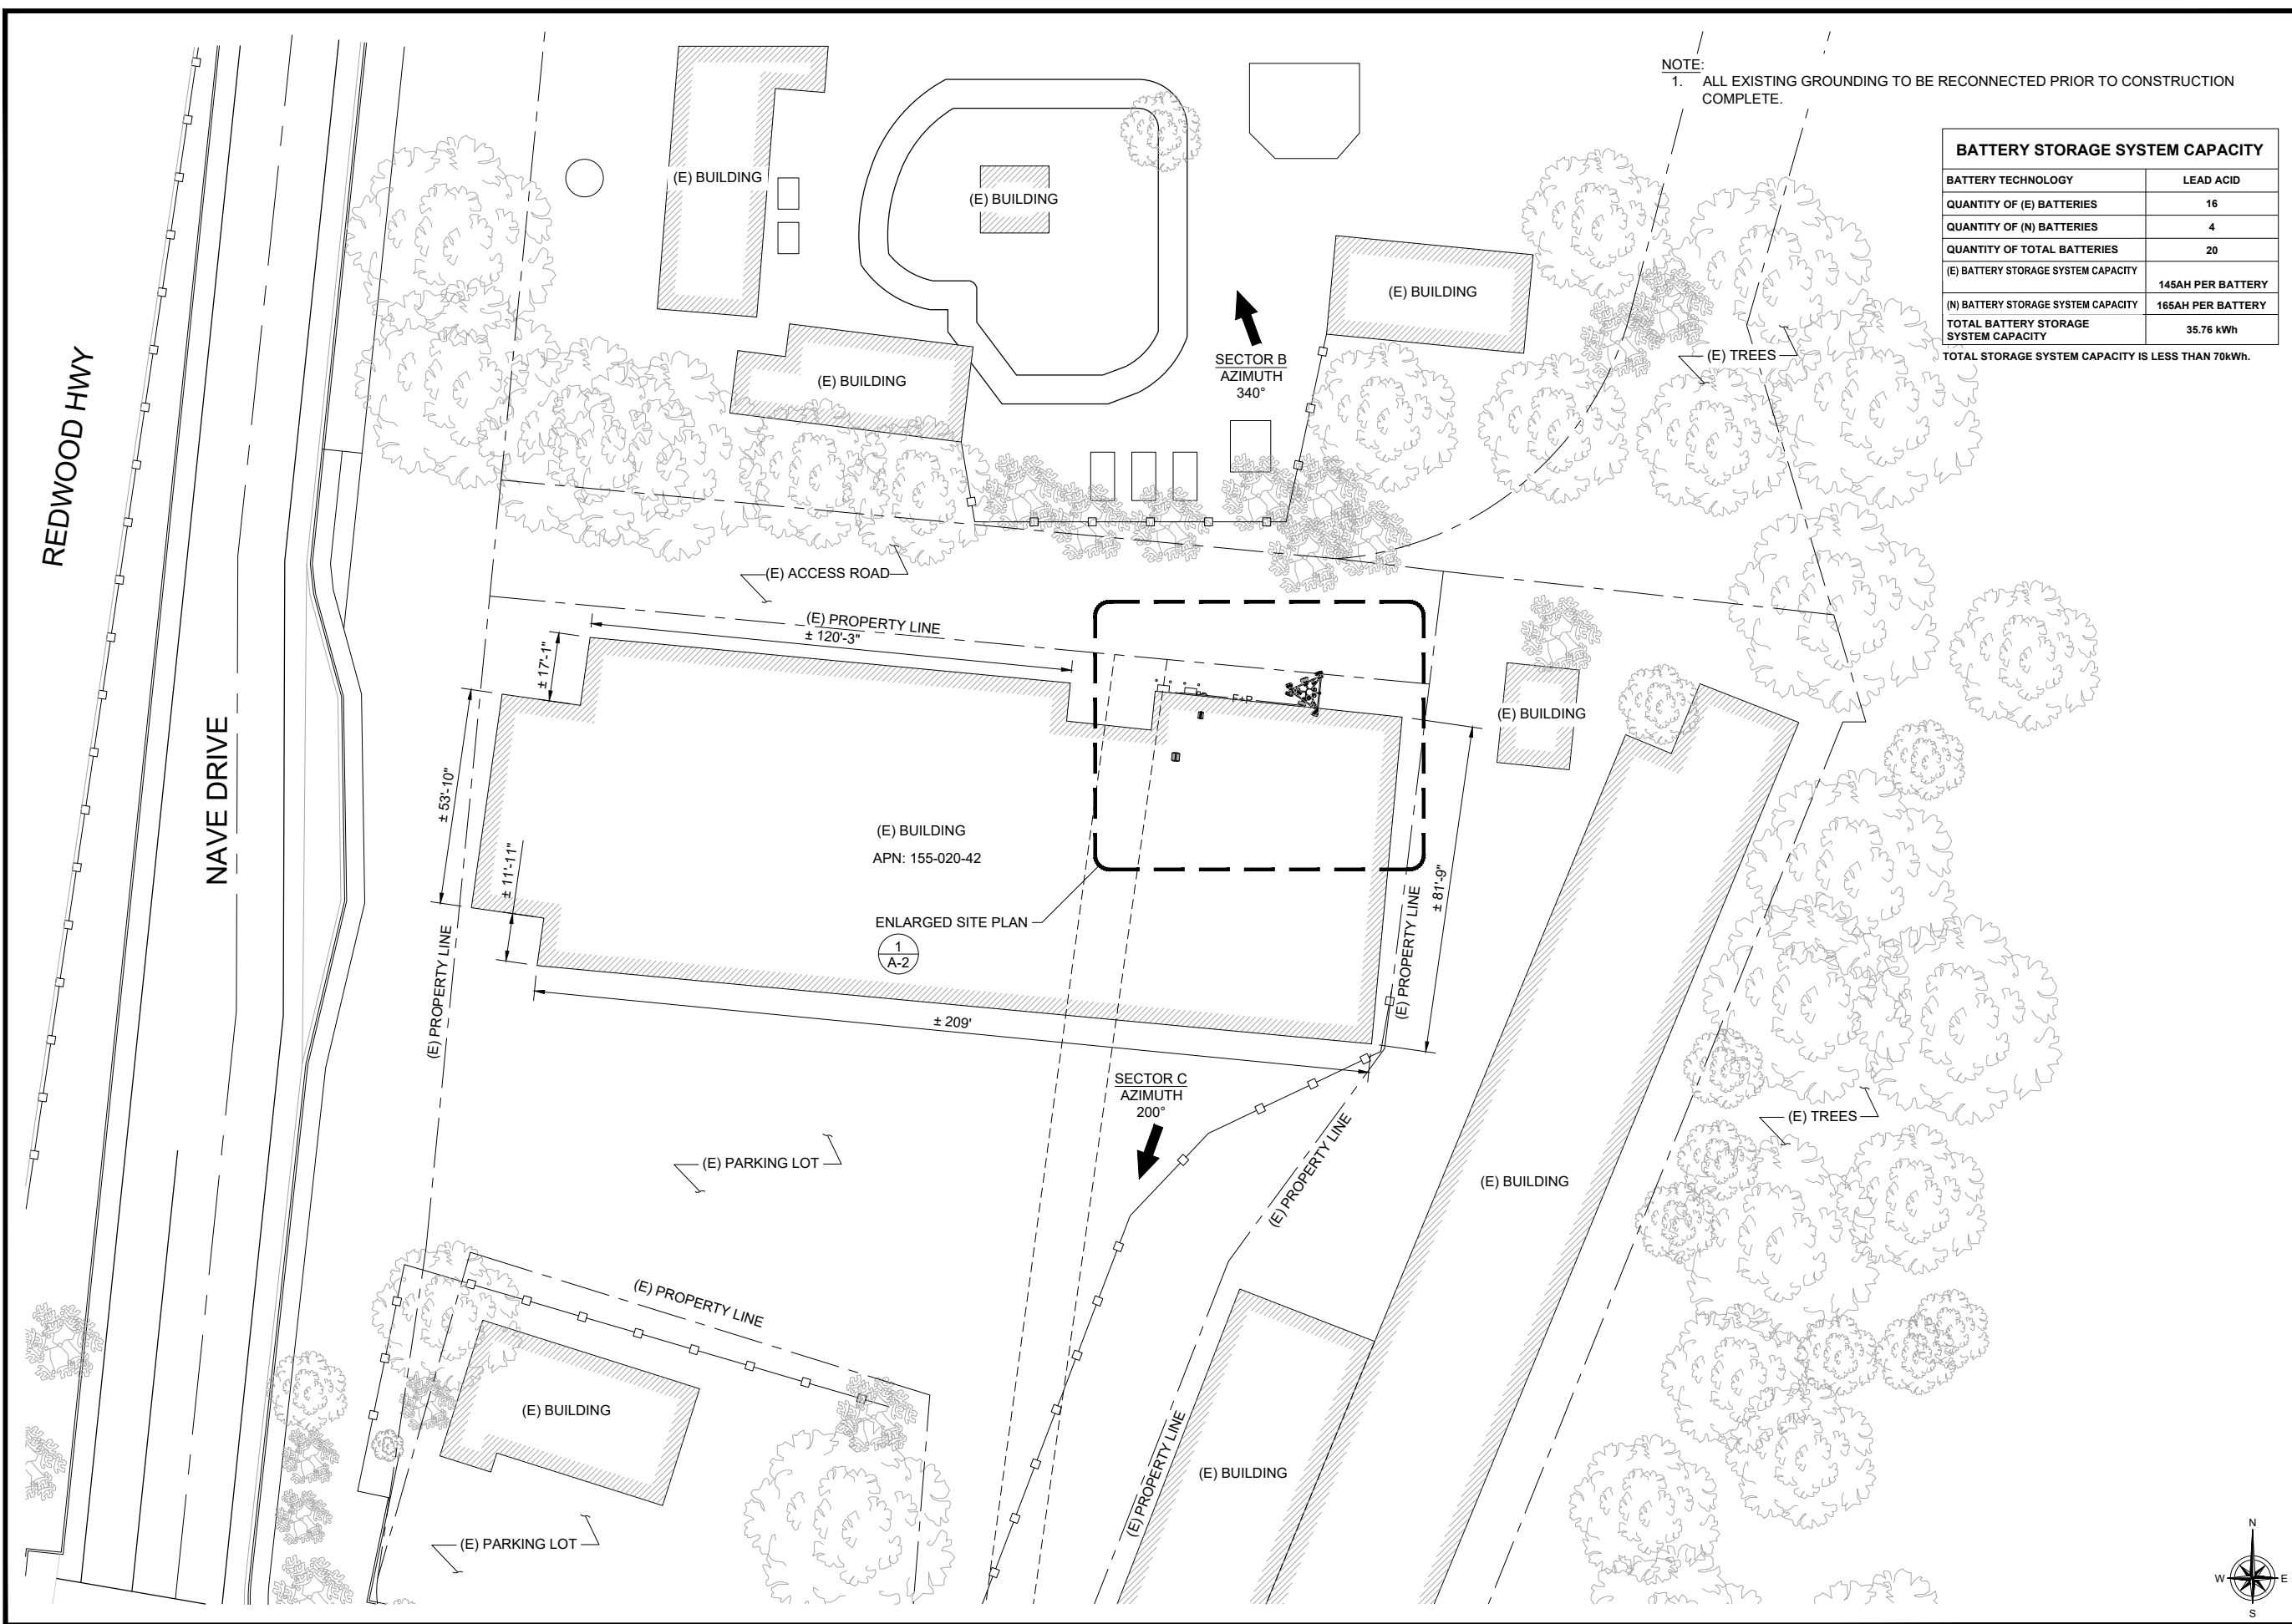 NOTE:
1. ALL EXISTING GROUNDING TO BE RECONNECTED PRIOR TO CONSTRUCTION
COMPLETE.
BATTERY STORAGE SYSTEM CAPACITY
BATTERY TECHNOLOGY LEAD ACID
QUANTITY OF (E) BATTERIES 16
QUANTITY OF (N) BATTERIES 4
QUANTITY OF TOTAL BATTERIES 20
(E) BATTERY STORAGE SYSTEM CAPACITY 145AH PER BATTERY
(N) BATTERY STORAGE SYSTEM CAPACITY 165AH PER BATTERY
TOTAL BATTERY STORAGE
SYSTEM CAPACITY 35.76 kWh
TOTAL STORAGE SYSTEM CAPACITY IS LESS THAN 70kWh.
(E) BUILDING
(E) BUILDING
(E) BUILDING
(E) BUILDING
SECTOR B
AZIMUTH
340°
(E) TREES
REDWOOD HWY
NAVE DRIVE
(E) ACCESS ROAD
(E) PROPERTY LINE
± 120'-3"
± 17'-1"
± 53'-10"
± 11'-11"
F+P
(E) BUILDING
(E) BUILDING
APN: 155-020-42
ENLARGED SITE PLAN
1
A-2
± 81'-9"
(E) PROPERTY LINE
(E) PROPERTY LINE
± 209'
SECTOR C
AZIMUTH
200°
(E) TREES
(E) PARKING LOT
(E) PROPERTY LINE
(E) BUILDING
(E) PROPERTY LINE
(E) BUILDING
(E) PROPERTY LINE
(E) BUILDING
(E) PARKING LOT
N
W E
S